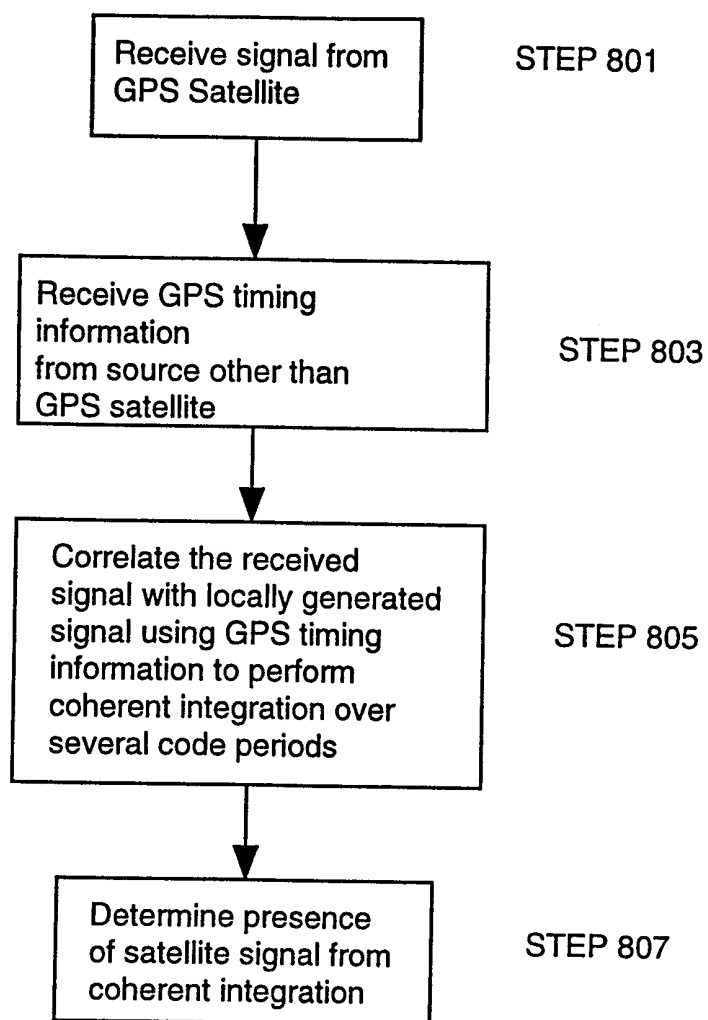 Receive signal from
GPS Satellite
STEP 801
Receive GPS timing
information
from source other than
GPS satellite
STEP 803
Correlate the received
signal with locally generated
signal using GPS timing
information to perform
coherent integration over
several code periods
STEP 805
Determine presence
of satellite signal from
coherent integration
STEP 807